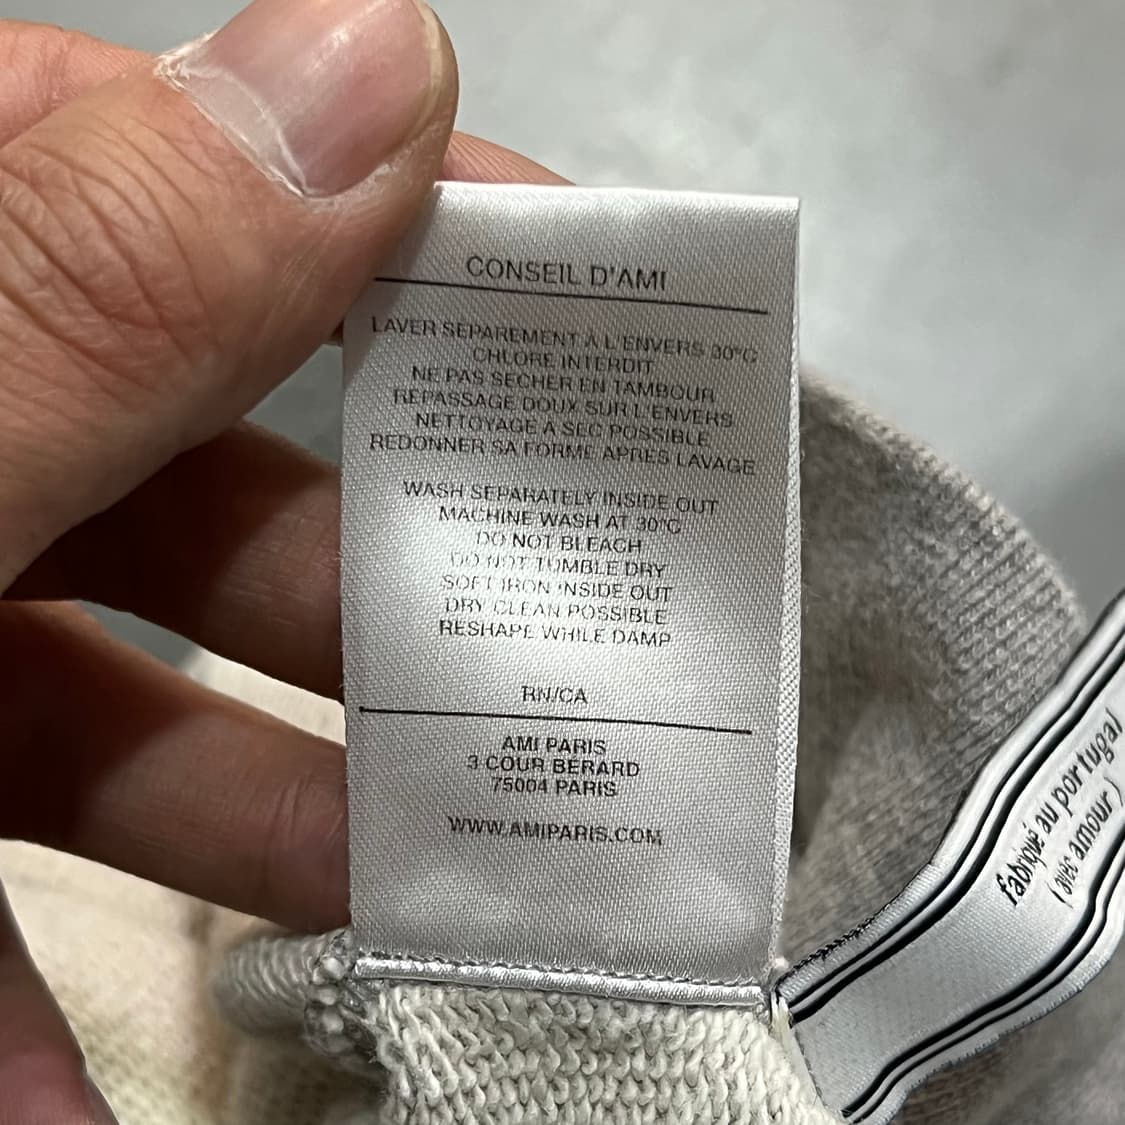 CONSEIL D'AMI
LAVER SEPAREMENT A L'ENVERS 30°C
CHLORE INTERDIT
NE PAS SECHER EN TAMBOUR
REPASSAGE DOUX SUR L'ENVERS
NETTOYAGE A SEC POSSIBLE
REDONNER SA FORME APRES LAVAGE
WASH SEPARATELY INSIDE OUT
MACHINE WASH AT 30°C
DO NOT BLEACH
DO NOT TUMBLE DRY
SOFT IRON INSIDE OUT
DRY CLEAN POSSIBLE
RESHAPE WHILE DAMP
RN/CA
AMI PARIS
3 COUR BERARD
75004 PARIS
WWW.AMIPARIS.COM
fabriqué au portugal
(avec amour)